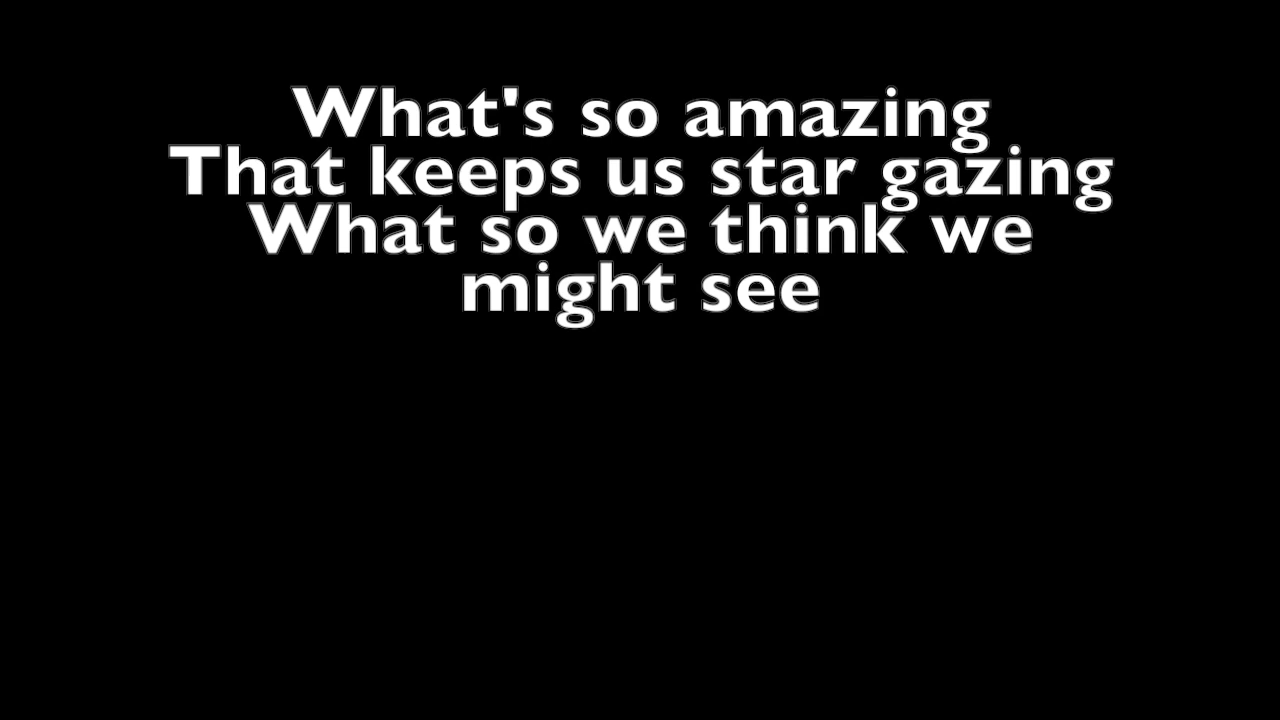 What's so amazing
That keeps us star gazing
What so we think we
might see